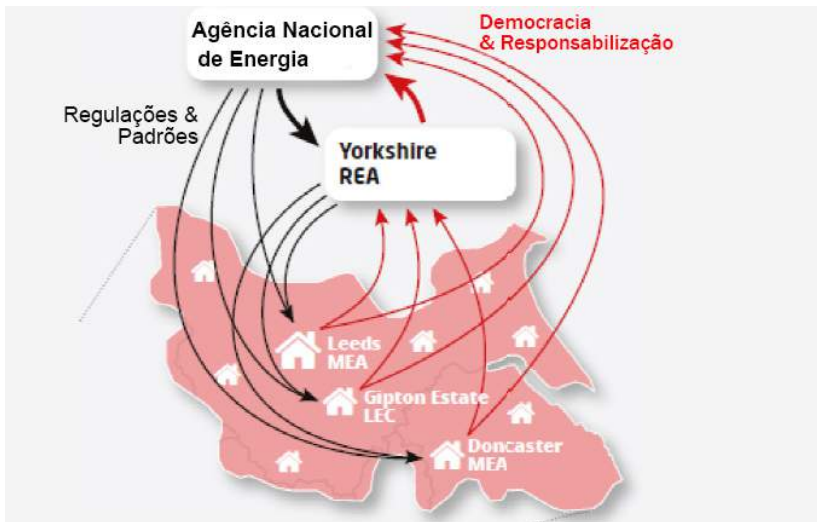 Agência Nacional
de Energia
Democracia
& Responsabilização
Regulações &
Padrões
Yorkshire
REA
Leeds
MEA
Gipton Estate
LEC
Doncaster
MEA